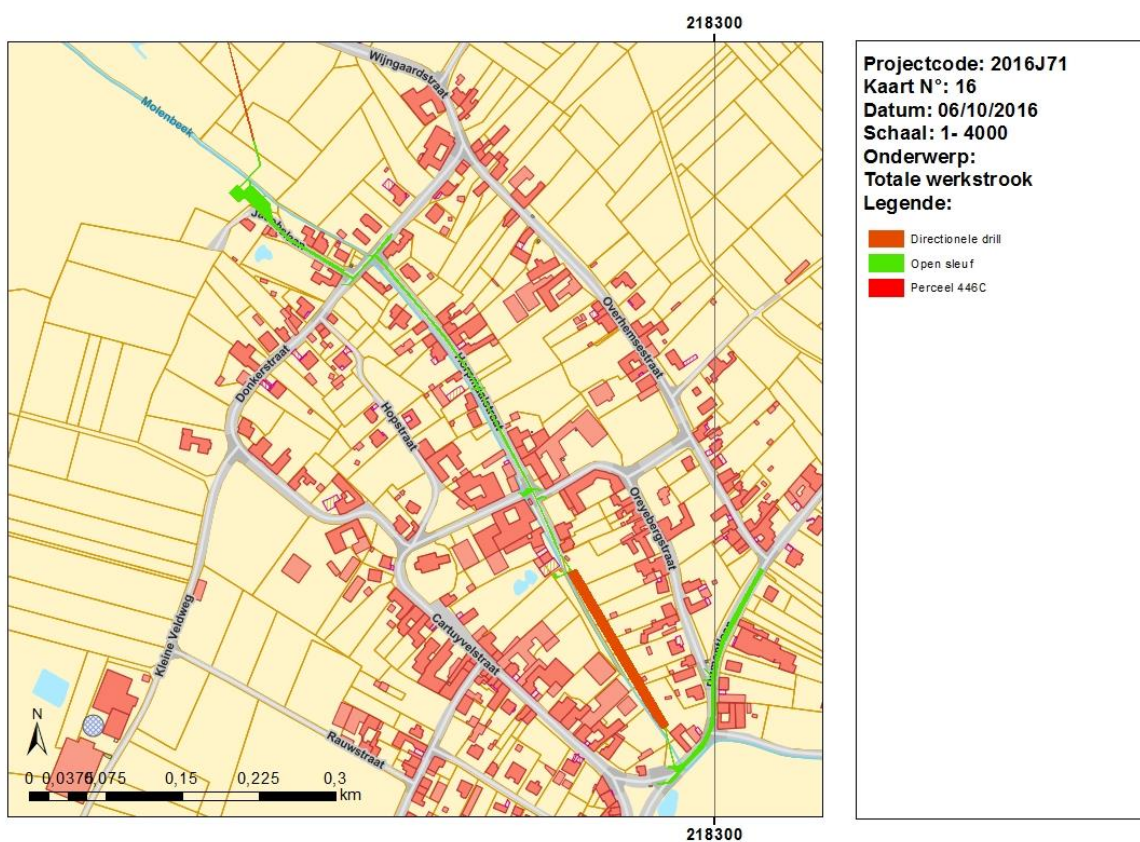 218300
Projectcode: 2016J71
Kaart N°: 16
Datum: 06/10/2016
Schaal: 1- 4000
Onderwerp:
Totale werkstrook
Legende:
Directionele drill
Open sleuf
Perceel 446C
Wijngaardstraat
Molenbeek
Overhemsestraat
Donkerstraat
Hopstraat
Oreyebergstraat
Cartuyvelstraat
Kleine Veldweg
Rauwstraat
N
0 0,0375 0,075 0,15 0,225 0,3
km
218300